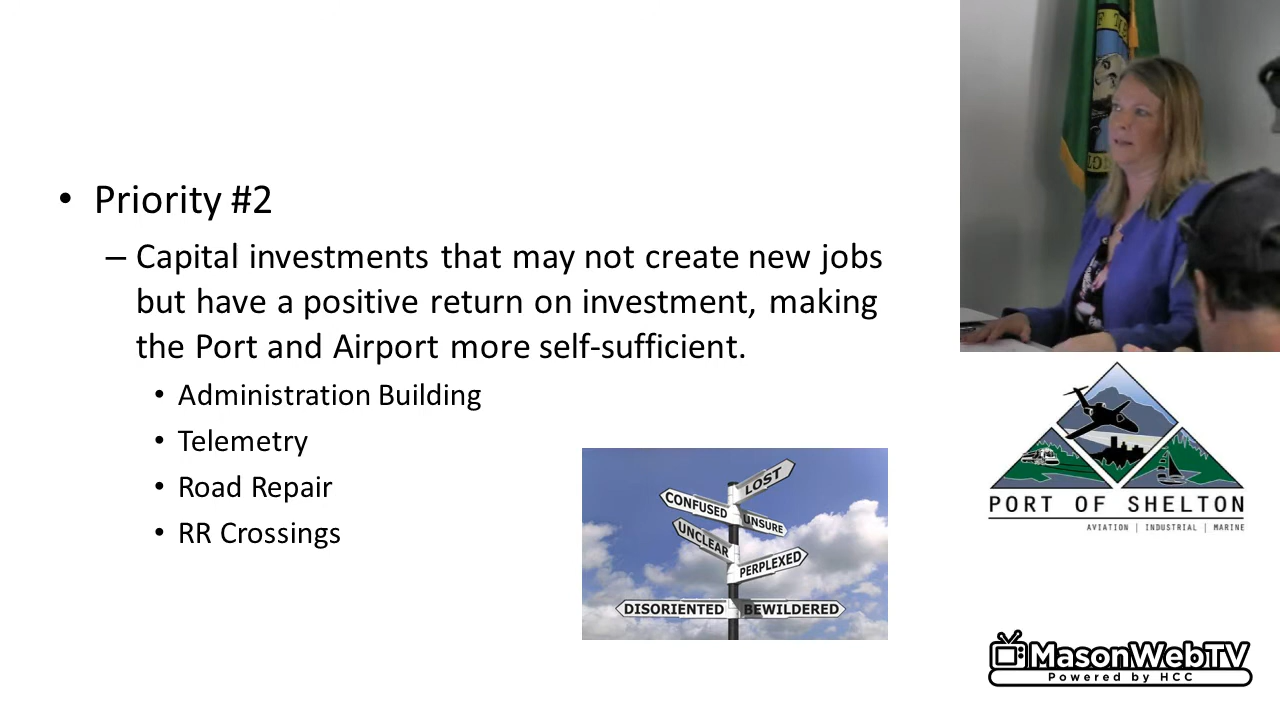 • Priority #2
– Capital investments that may not create new jobs
but have a positive return on investment, making
the Port and Airport more self-sufficient.
• Administration Building
• Telemetry
• Road Repair
• RR Crossings
LOST
CONFUSED
UNSURE
UNCLEAR
PERPLEXED
DISORIENTED
BEWILDERED
PORT OF SHELTON
AVIATION | INDUSTRIAL | MARINE
MasonWebTV
Powered by HCC